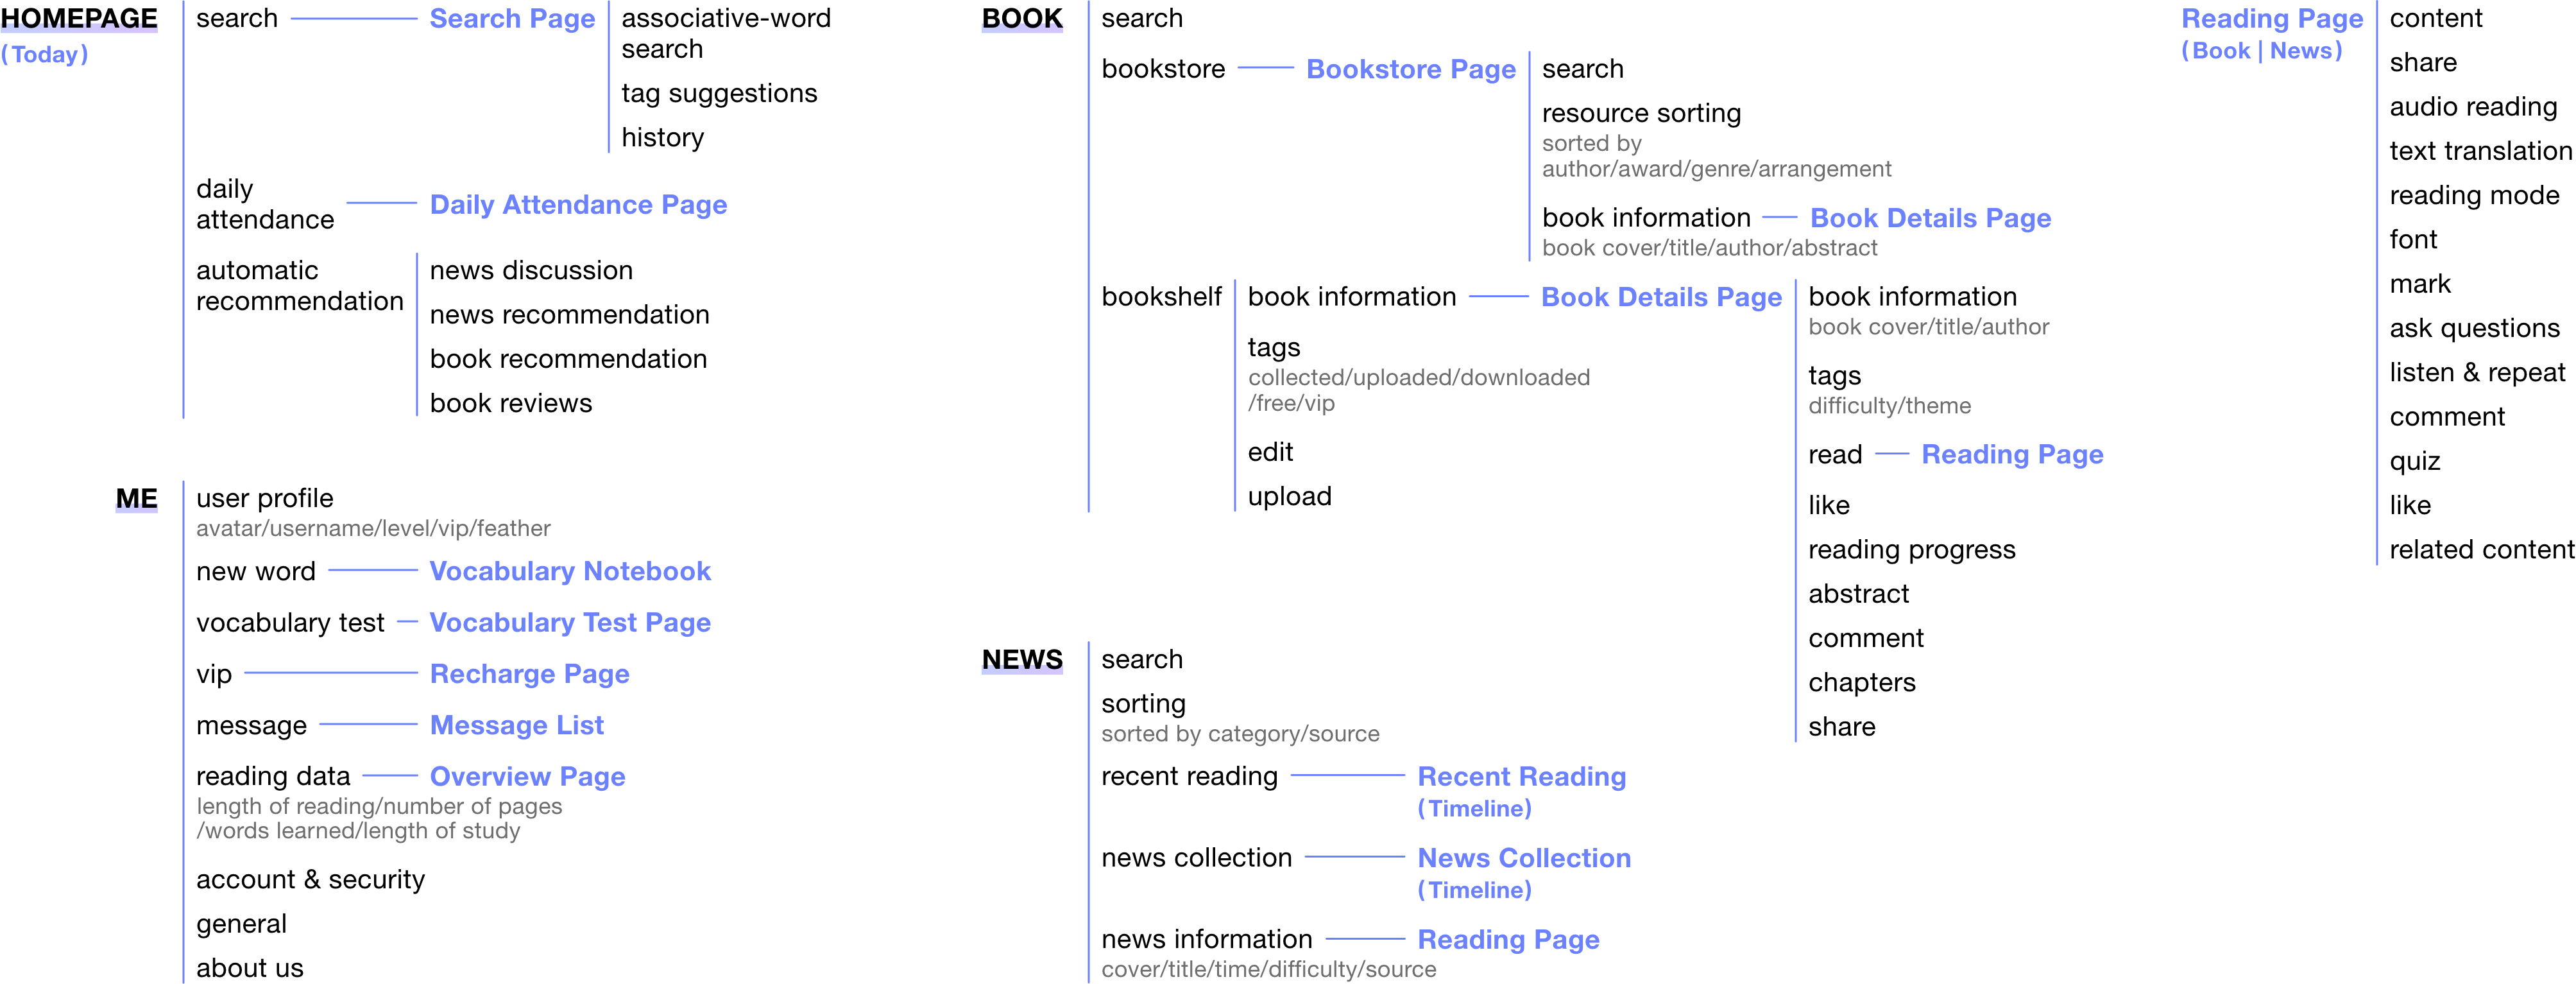 HOMEPAGE
(Today)
search
Search Page
associative-word
search
tag suggestions
history
daily
attendance
Daily Attendance Page
automatic
recommendation
news discussion
news recommendation
book recommendation
book reviews
ME
user profile
avatar/username/level/vip/feather
new word
Vocabulary Notebook
vocabulary test
Vocabulary Test Page
vip
Recharge Page
message
Message List
reading data
Overview Page
length of reading/number of pages
/words learned/length of study
account & security
general
about us
BOOK
search
bookstore
Bookstore Page
search
resource sorting
sorted by
author/award/genre/arrangement
book information
Book Details Page
book cover/title/author/abstract
bookshelf
book information
Book Details Page
tags
collected/uploaded/downloaded
/free/vip
edit
upload
book information
book cover/title/author
tags
difficulty/theme
read
Reading Page
like
reading progress
abstract
comment
chapters
share
NEWS
search
sorting
sorted by category/source
recent reading
Recent Reading
(Timeline)
news collection
News Collection
(Timeline)
news information
Reading Page
cover/title/time/difficulty/source
Reading Page
(Book | News)
content
share
audio reading
text translation
reading mode
font
mark
ask questions
listen & repeat
comment
quiz
like
related content